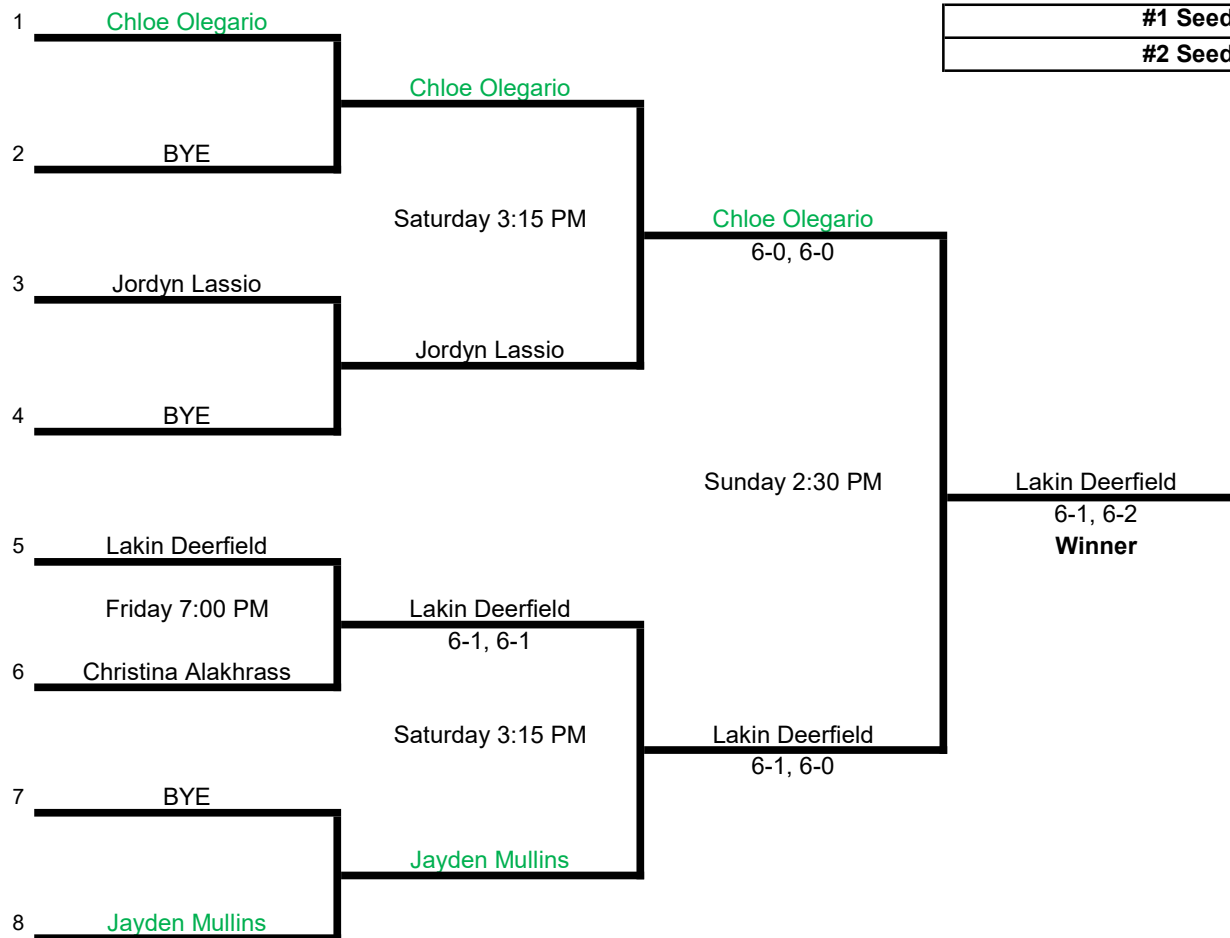 #1 Seed
#2 Seed
1 Chloe Olegario
Chloe Olegario
2 BYE
Saturday 3:15 PM
Chloe Olegario
6-0, 6-0
3 Jordyn Lassio
Jordyn Lassio
4 BYE
Sunday 2:30 PM
Lakin Deerfield
6-1, 6-2
Winner
5 Lakin Deerfield
Friday 7:00 PM
Lakin Deerfield
6-1, 6-1
6 Christina Alakhrass
Saturday 3:15 PM
Lakin Deerfield
6-1, 6-0
7 BYE
Jayden Mullins
8 Jayden Mullins